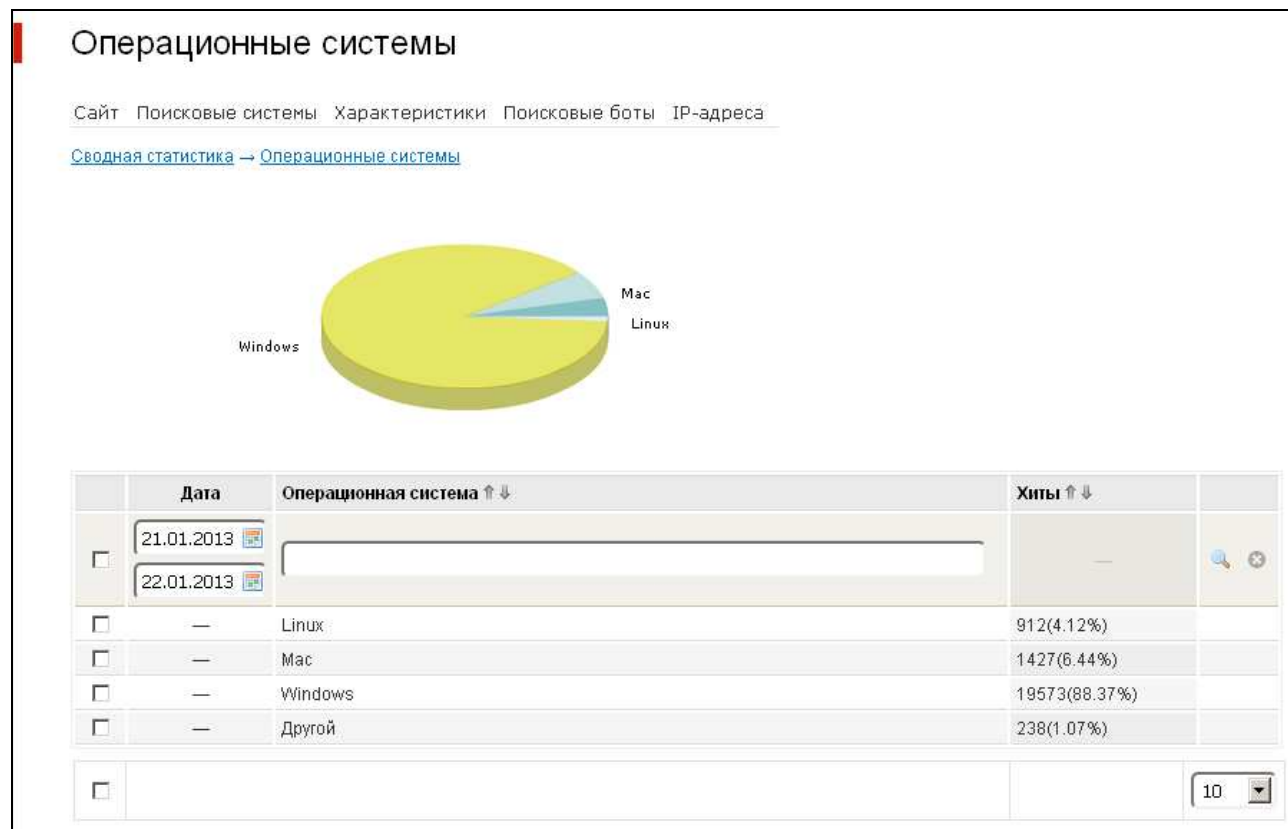 Операционные системы
Сайт Поисковые системы Характеристики Поисковые боты IP-адреса
Сводная статистика → Операционные системы
Mac
Linux
Windows
Дата Операционная система ⇑ ⇓ Хиты ⇑ ⇓
21.01.2013
—
22.01.2013
— Linux 912(4.12%)
— Mac 1427(6.44%)
— Windows 19573(88.37%)
— Другой 238(1.07%)
10